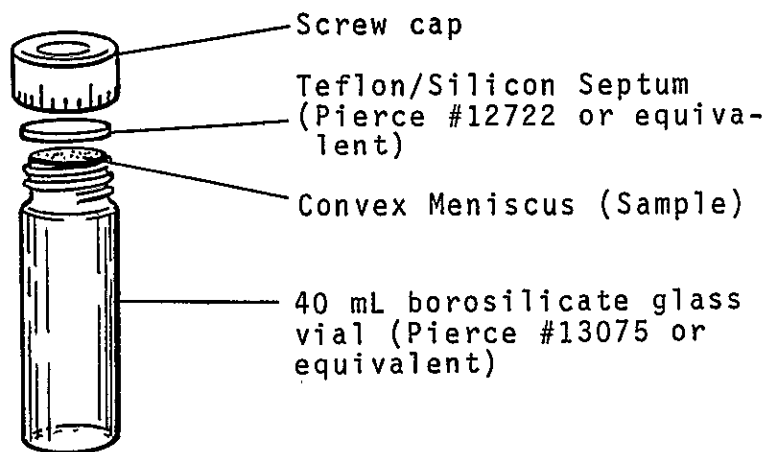 Screw cap
Teflon/Silicon Septum
(Pierce #12722 or equiva-
lent)
Convex Meniscus (Sample)
40 mL borosilicate glass
vial (Pierce #13075 or
equivalent)